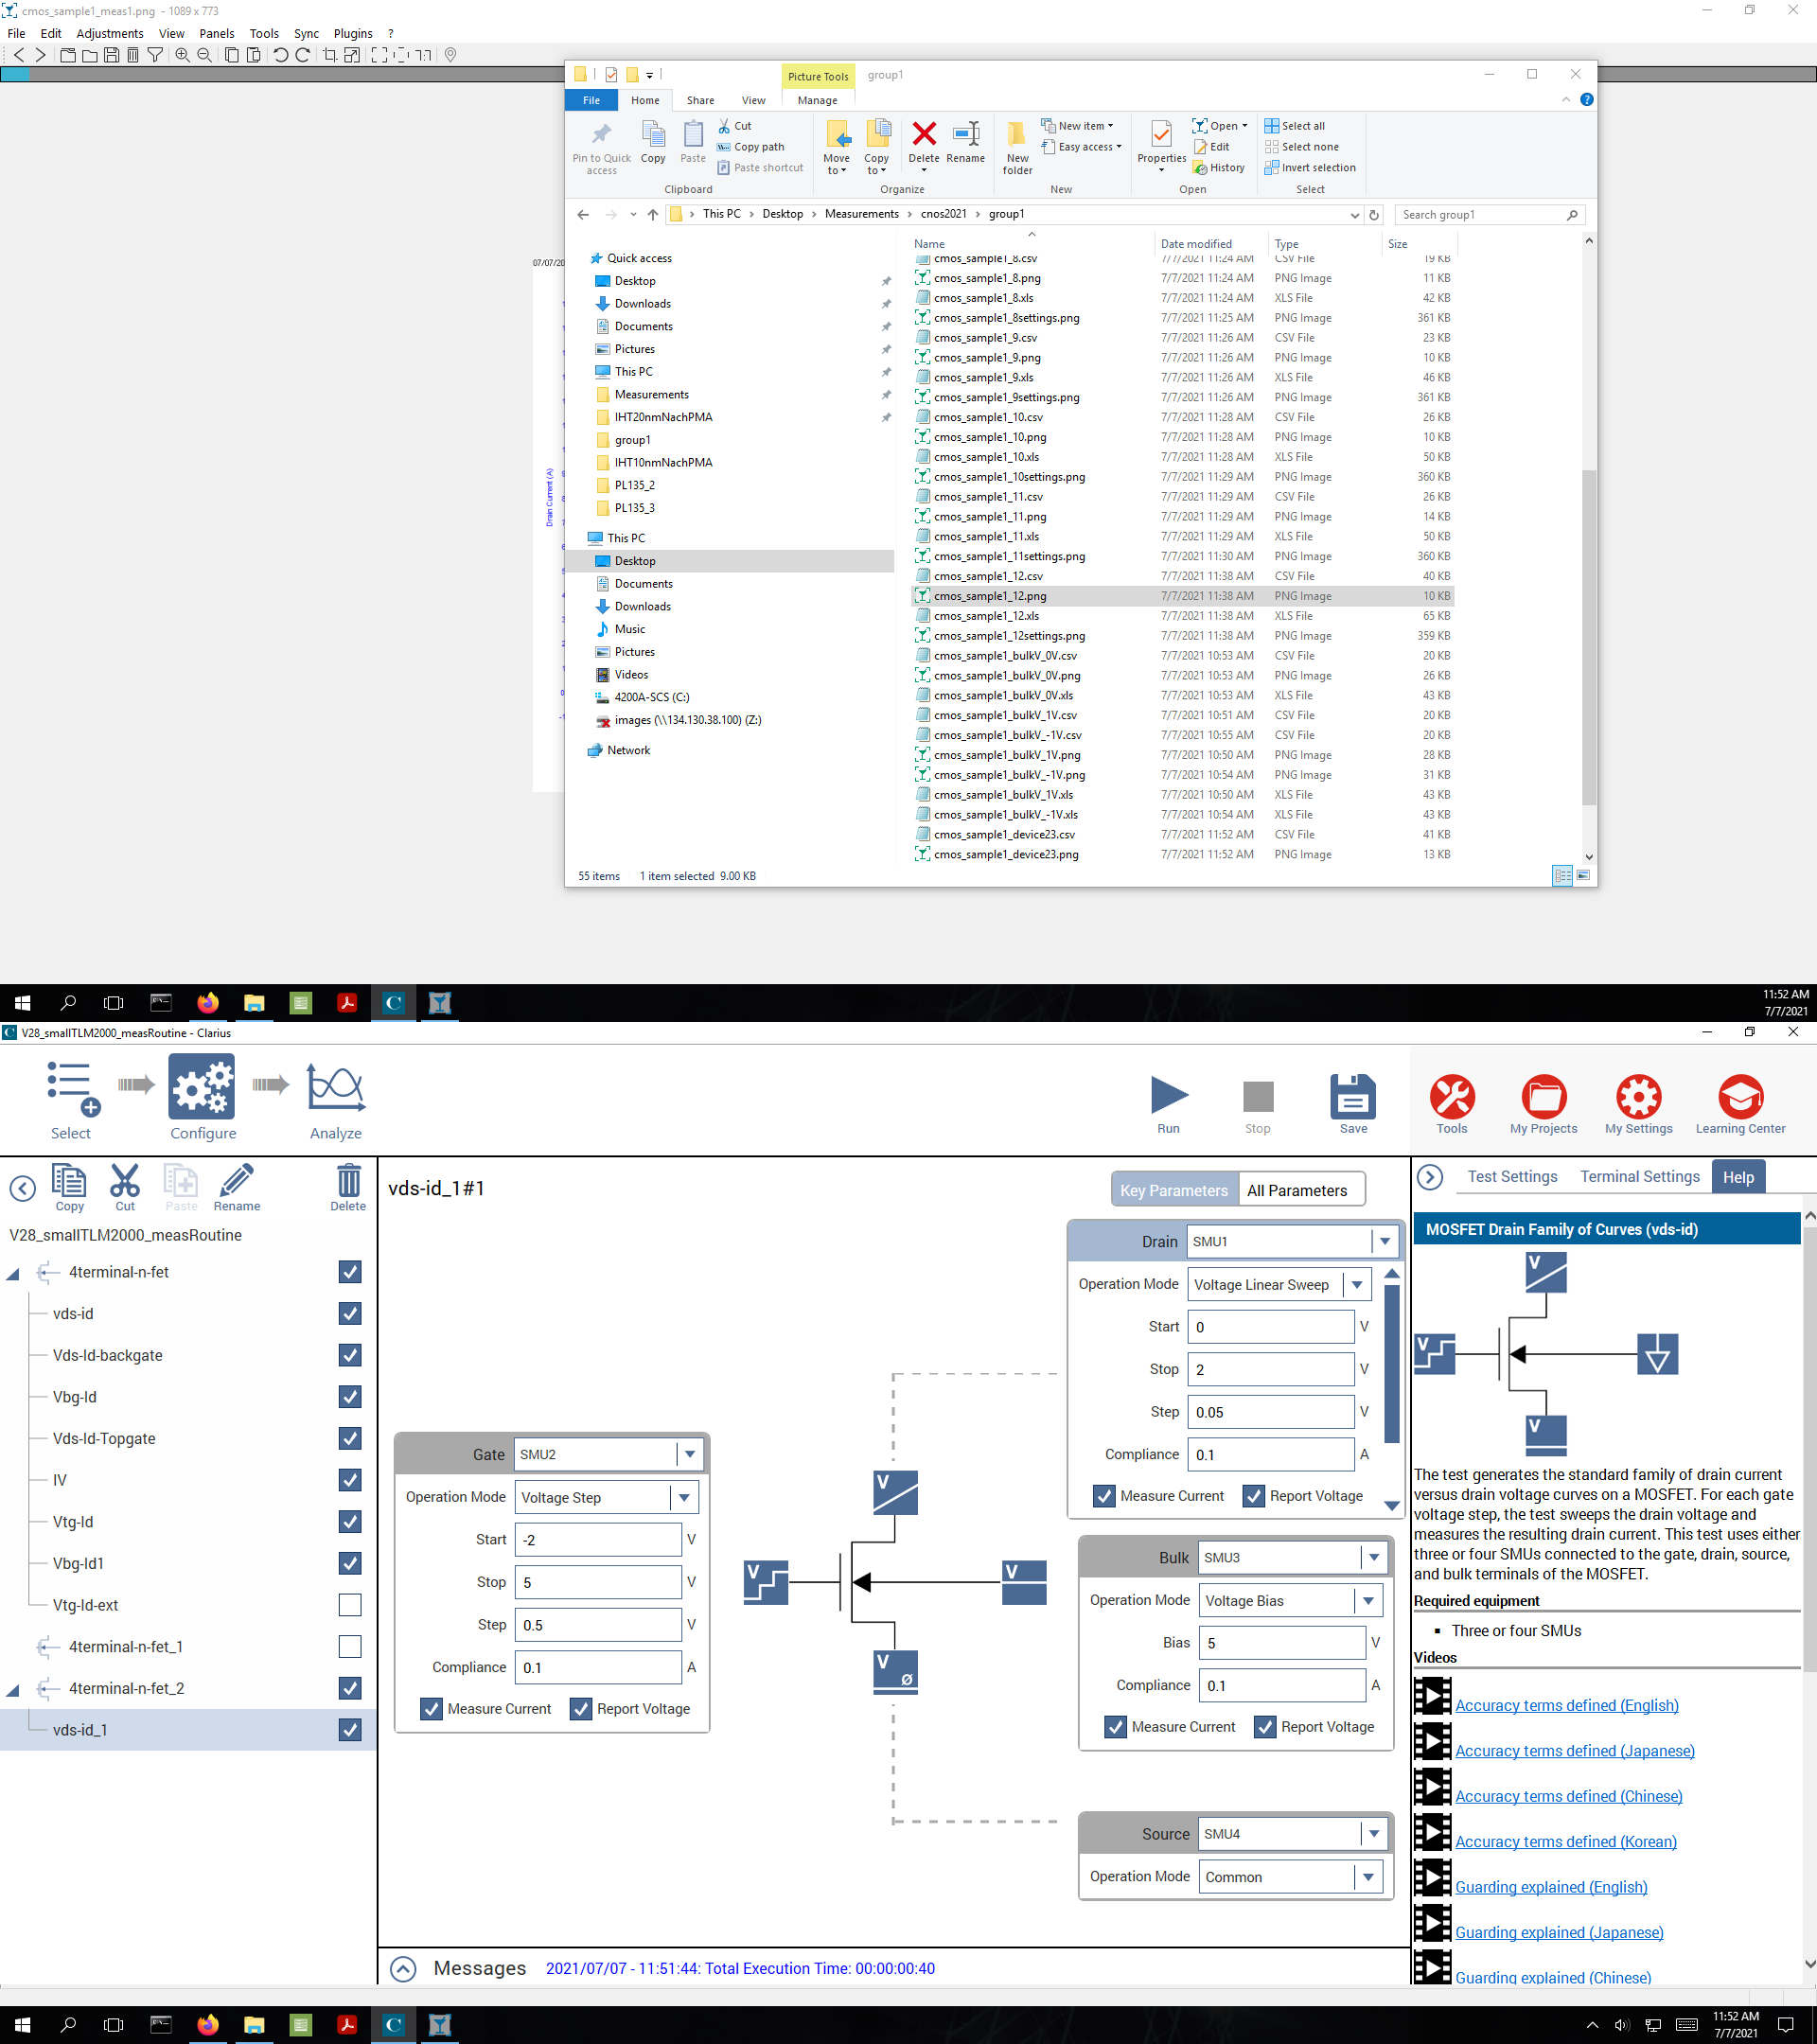 cmos_sample1_meas1.png - 1089 x 773
File Edit Adjustments View Panels Tools Sync Plugins ?
07/07/20
Drain Current (A)
Picture Tools group1
File Home Share View Manage
Pin to Quick access
Copy
Paste
Cut
Copy path
Paste shortcut
Clipboard
Move to
Copy to
Delete
Rename
Organize
New folder
New item
Easy access
New
Properties
Open
Edit
History
Open
Select all
Select none
Invert selection
Select
This PC > Desktop > Measurements > cnos2021 > group1
Search group1
Quick access
Desktop
Downloads
Documents
Pictures
This PC
Measurements
IHT20nmNachPMA
group1
IHT10nmNachPMA
PL135_2
PL135_3
This PC
Desktop
Documents
Downloads
Music
Pictures
Videos
4200A-SCS (C:)
images (\\134.130.38.100) (Z:)
Network
Name Date modified Type Size
cmos_sample1_8.csv 7/7/2021 11:24 AM CSV File 19 KB
cmos_sample1_8.png 7/7/2021 11:24 AM PNG Image 11 KB
cmos_sample1_8.xls 7/7/2021 11:24 AM XLS File 42 KB
cmos_sample1_8settings.png 7/7/2021 11:25 AM PNG Image 361 KB
cmos_sample1_9.csv 7/7/2021 11:26 AM CSV File 23 KB
cmos_sample1_9.png 7/7/2021 11:26 AM PNG Image 10 KB
cmos_sample1_9.xls 7/7/2021 11:26 AM XLS File 46 KB
cmos_sample1_9settings.png 7/7/2021 11:26 AM PNG Image 361 KB
cmos_sample1_10.csv 7/7/2021 11:28 AM CSV File 26 KB
cmos_sample1_10.png 7/7/2021 11:28 AM PNG Image 10 KB
cmos_sample1_10.xls 7/7/2021 11:28 AM XLS File 50 KB
cmos_sample1_10settings.png 7/7/2021 11:29 AM PNG Image 360 KB
cmos_sample1_11.csv 7/7/2021 11:29 AM CSV File 26 KB
cmos_sample1_11.png 7/7/2021 11:29 AM PNG Image 14 KB
cmos_sample1_11.xls 7/7/2021 11:29 AM XLS File 50 KB
cmos_sample1_11settings.png 7/7/2021 11:30 AM PNG Image 360 KB
cmos_sample1_12.csv 7/7/2021 11:38 AM CSV File 40 KB
cmos_sample1_12.png 7/7/2021 11:38 AM PNG Image 10 KB
cmos_sample1_12.xls 7/7/2021 11:38 AM XLS File 65 KB
cmos_sample1_12settings.png 7/7/2021 11:38 AM PNG Image 359 KB
cmos_sample1_bulkV_0V.csv 7/7/2021 10:53 AM CSV File 20 KB
cmos_sample1_bulkV_0V.png 7/7/2021 10:53 AM PNG Image 26 KB
cmos_sample1_bulkV_0V.xls 7/7/2021 10:53 AM XLS File 43 KB
cmos_sample1_bulkV_1V.csv 7/7/2021 10:51 AM CSV File 20 KB
cmos_sample1_bulkV_-1V.csv 7/7/2021 10:55 AM CSV File 20 KB
cmos_sample1_bulkV_1V.png 7/7/2021 10:50 AM PNG Image 28 KB
cmos_sample1_bulkV_-1V.png 7/7/2021 10:54 AM PNG Image 31 KB
cmos_sample1_bulkV_1V.xls 7/7/2021 10:50 AM XLS File 43 KB
cmos_sample1_bulkV_-1V.xls 7/7/2021 10:54 AM XLS File 43 KB
cmos_sample1_device23.csv 7/7/2021 11:52 AM CSV File 41 KB
cmos_sample1_device23.png 7/7/2021 11:52 AM PNG Image 13 KB
55 items 1 item selected 9.00 KB
11:52 AM
7/7/2021
V28_smallTLM2000_measRoutine - Clarius
Select Configure Analyze
Run Stop Save
Tools My Projects My Settings Learning Center
Copy Cut Paste Rename Delete
V28_smallTLM2000_measRoutine
4terminal-n-fet
vds-id
Vds-Id-backgate
Vbg-Id
Vds-Id-Topgate
IV
Vtg-Id
Vbg-Id1
Vtg-Id-ext
4terminal-n-fet_1
4terminal-n-fet_2
vds-id_1
vds-id_1#1
Key Parameters All Parameters
Drain SMU1
Operation Mode Voltage Linear Sweep
Start 0 V
Stop 2 V
Step 0.05 V
Compliance 0.1 A
Measure Current Report Voltage
Gate SMU2
Operation Mode Voltage Step
Start -2 V
Stop 5 V
Step 0.5 V
Compliance 0.1 A
Measure Current Report Voltage
V
V
V
V Ø
Bulk SMU3
Operation Mode Voltage Bias
Bias 5 V
Compliance 0.1 A
Measure Current Report Voltage
Source SMU4
Operation Mode Common
Messages 2021/07/07 - 11:51:44: Total Execution Time: 00:00:00:40
Test Settings Terminal Settings Help
MOSFET Drain Family of Curves (vds-id)
V
V
V
The test generates the standard family of drain current
versus drain voltage curves on a MOSFET. For each gate
voltage step, the test sweeps the drain voltage and
measures the resulting drain current. This test uses either
three or four SMUs connected to the gate, drain, source,
and bulk terminals of the MOSFET.
Required equipment
▪ Three or four SMUs
Videos
Accuracy terms defined (English)
Accuracy terms defined (Japanese)
Accuracy terms defined (Chinese)
Accuracy terms defined (Korean)
Guarding explained (English)
Guarding explained (Japanese)
Guarding explained (Chinese)
11:52 AM
7/7/2021